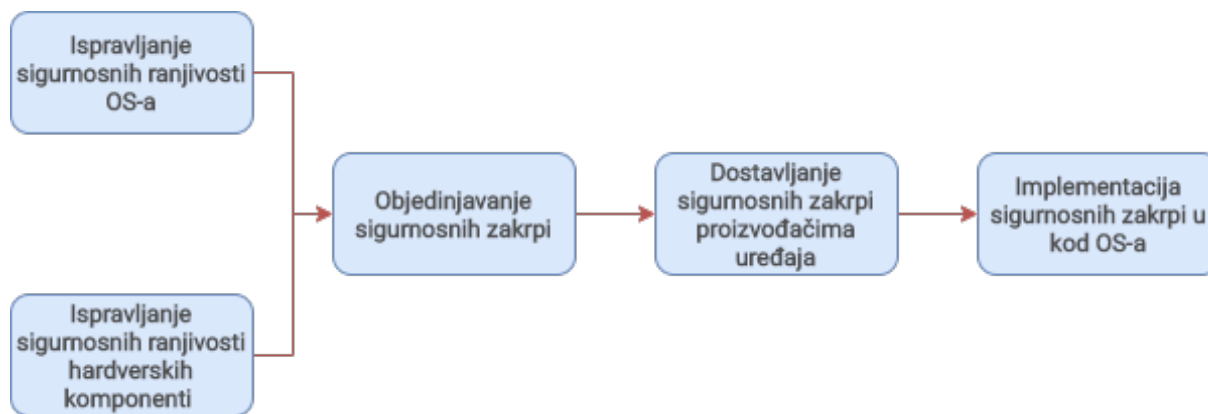 Ispravljanje
sigurnosnih ranjivosti
OS-a
Ispravljanje
sigurnosnih ranjivosti
hardverskih
komponenti
Objedinjavanje
sigurnosnih zakrpi
Dostavljanje
sigurnosnih zakrpi
proizvođačima
uređaja
Implementacija
sigurnosnih zakrpi u
kod OS-a